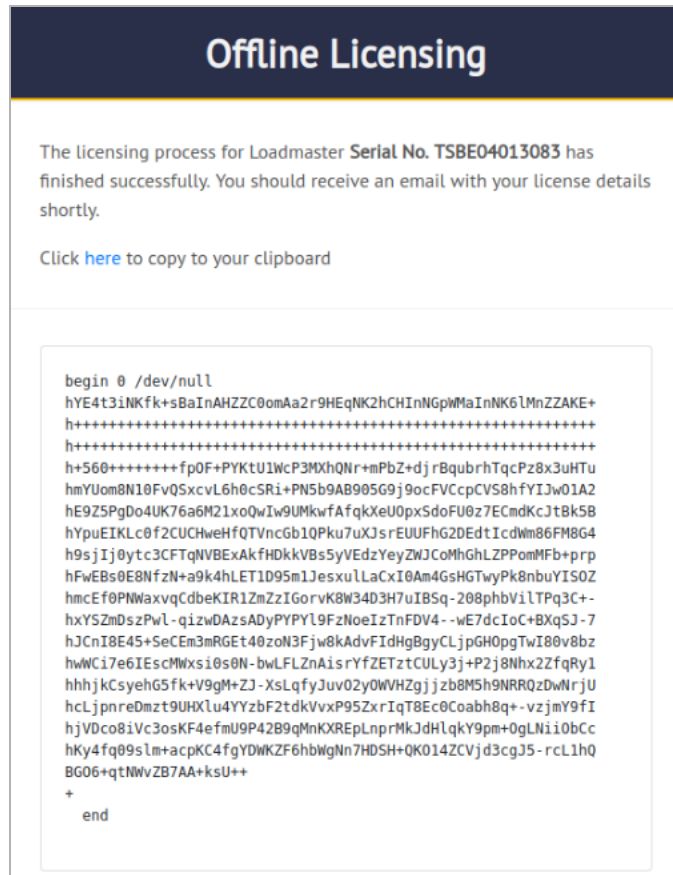 Offline Licensing
The licensing process for Loadmaster Serial No. TSBE04013083 has
finished successfully. You should receive an email with your license details
shortly.
Click here to copy to your clipboard
begin 0 /dev/null
hYE4t3iNKfk+sBaInAHZZC0omAa2r9HEqNK2hCHInNGpWMaInNK6lMnZZAKE+
h++++++++++++++++++++++++++++++++++++++++++++++++++++++++++++
h++++++++++++++++++++++++++++++++++++++++++++++++++++++++++++
h+560++++++++fpOF+PYKtU1WcP3MXhQNr+mPbZ+djrBqubrhTqcPz8x3uHTu
hmYUom8N10FvQSxcvL6h0cSRi+PN5b9AB905G9j9ocFVCcpCVS8hfYIJwO1A2
hE9Z5PgDo4UK76a6M21xoQwIw9UMkwfAfqkXeUOpxSdoFU0z7ECmdKcJtBk5B
hYpuEIKLc0f2CUCHweHfQTVncGb1QPku7uXJsrEUUFhG2DEdtIcdWm86FM8G4
h9sjIj0ytc3CFTqNVBExAkfHDkkVBs5yVEdzYeyZWJCoMhGhLZPPomMFb+prp
hFwEBs0E8NfzN+a9k4hLET1D95m1JesxulLaCxI0Am4GsHGTwyPk8nbuYISOZ
hmcEf0PNWaxvqCdbeKIR1ZmZzIGorvK8W34D3H7uIBSq-208phbVilTPq3C+-
hxYSZmDszPwl-qizwDAzsADyPYPYl9FzNoeIzTnFDV4--wE7dcIoC+BXqSJ-7
hJCnI8E45+SeCEm3mRGEt40zoN3Fjw8kAdvFIdHgBgyCLjpGHOpgTwI80v8bz
hwWCi7e6IEscMWxsi0s0N-bwLFLZnAisrYfZETztCULy3j+P2j8Nhx2ZfqRy1
hhhjkCsyehG5fk+V9gM+ZJ-XsLqfyJuvO2yOWVHZgjjzb8M5h9NRRQzDwNrjU
hcLjpnreDmzt9UHXlu4YYzbF2tdkVvxP95ZxrIqT8Ec0Coabh8q+-vzjmY9fI
hjVDco8iVc3osKF4efmU9P42B9qMnKXREpLnprMkJdHlqkY9pm+OgLNiiObCc
hKy4fq09slm+acpKC4fgYDWKZF6hbWgNn7HDSH+QKO14ZCVjd3cgJ5-rcL1hQ
BGO6+qtNWvZB7AA+ksU++
+
end